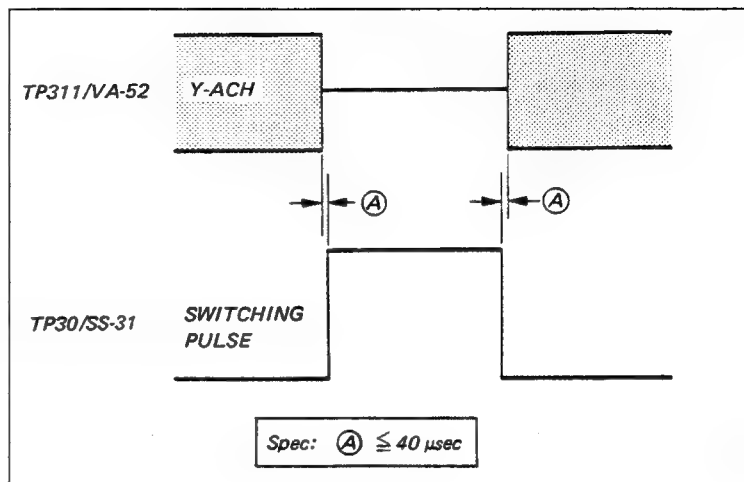 TP311/VA-52 Y-ACH
Ⓐ Ⓐ
TP30/SS-31 SWITCHING
PULSE
Spec: Ⓐ ≦ 40 µsec